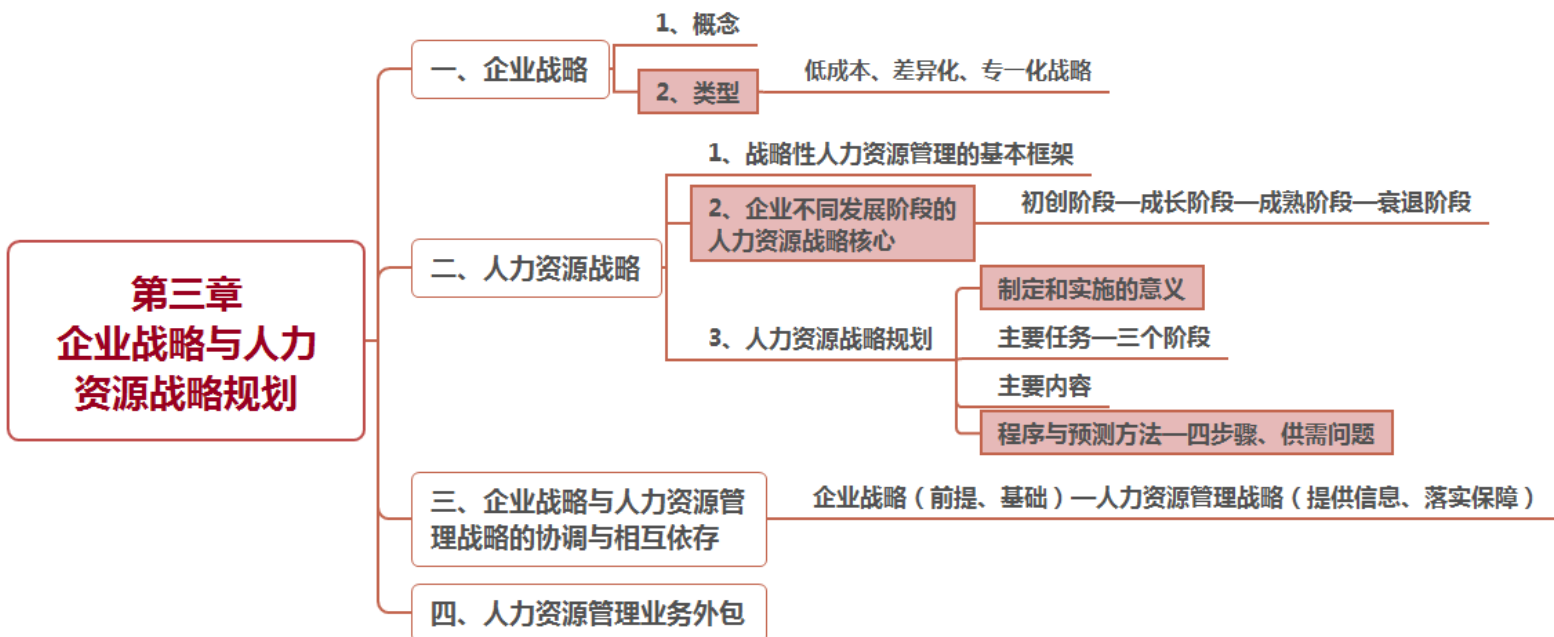 第三章
企业战略与人力
资源战略规划
一、企业战略
1、概念
2、类型
低成本、差异化、专一化战略
二、人力资源战略
1、战略性人力资源管理的基本框架
2、企业不同发展阶段的
人力资源战略核心
初创阶段—成长阶段—成熟阶段—衰退阶段
3、人力资源战略规划
制定和实施的意义
主要任务—三个阶段
主要内容
程序与预测方法—四步骤、供需问题
三、企业战略与人力资源管
理战略的协调与相互依存
企业战略（前提、基础）—人力资源管理战略（提供信息、落实保障）
四、人力资源管理业务外包